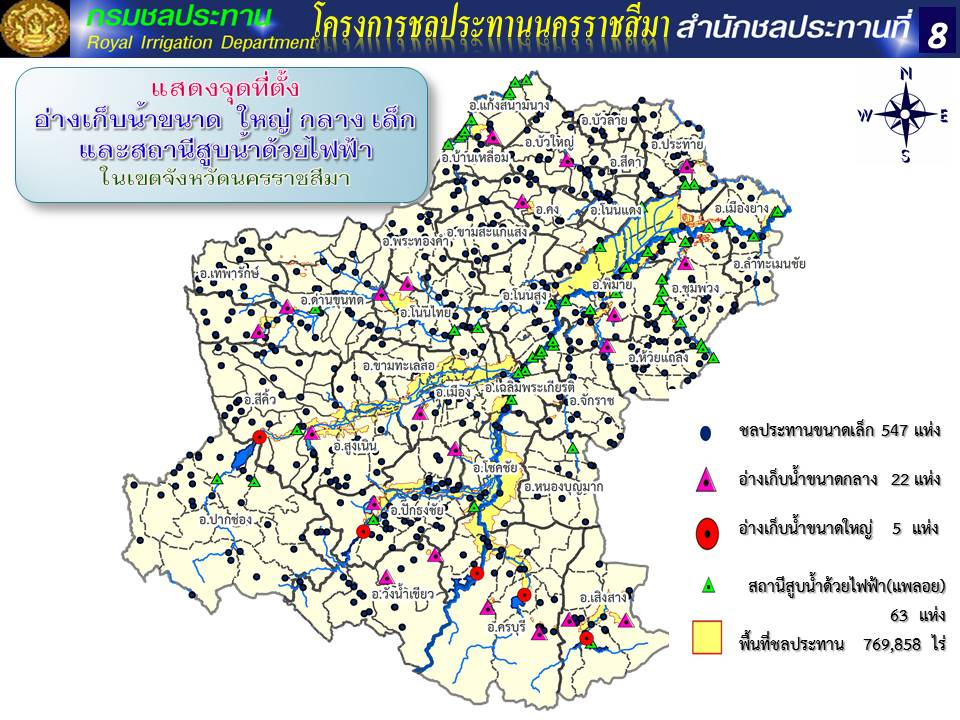 กรมชลประทาน
Royal Irrigation Department
โครงการชลประทานนครราชสีมา
สำนักชลประทานที่ 8
แสดงจุดที่ตั้ง
อ่างเก็บน้ำขนาด ใหญ่ กลาง เล็ก
และสถานีสูบน้ำด้วยไฟฟ้า
ในเขตจังหวัดนครราชสีมา
N
W E
S
อ.แก้งสนามนาง
อ.บัวลาย
อ.บัวใหญ่
อ.ประทาย
อ.บ้านเหลื่อม
อ.สีดา
อ.คง
อ.โนนแดง
อ.เมืองยาง
อ.ขามสะแกแสง
อ.พระทองคำ
อ.ลำทะเมนชัย
อ.เทพารักษ์
อ.พิมาย
อ.ชุมพวง
อ.ด่านขุนทด
อ.โนนสูง
อ.โนนไทย
อ.ห้วยแถลง
อ.ขามทะเลสอ
อ.เมือง
อ.เฉลิมพระเกียรติ
อ.จักราช
อ.สีคิ้ว
อ.สูงเนิน
อ.โชคชัย
อ.หนองบุญมาก
อ.ปากช่อง
อ.ปักธงชัย
อ.วังน้ำเขียว
อ.เสิงสาง
อ.ครบุรี
ชลประทานขนาดเล็ก 547 แห่ง
อ่างเก็บน้ำขนาดกลาง 22 แห่ง
อ่างเก็บน้ำขนาดใหญ่ 5 แห่ง
สถานีสูบน้ำด้วยไฟฟ้า(แพลอย)
63 แห่ง
พื้นที่ชลประทาน 769,858 ไร่